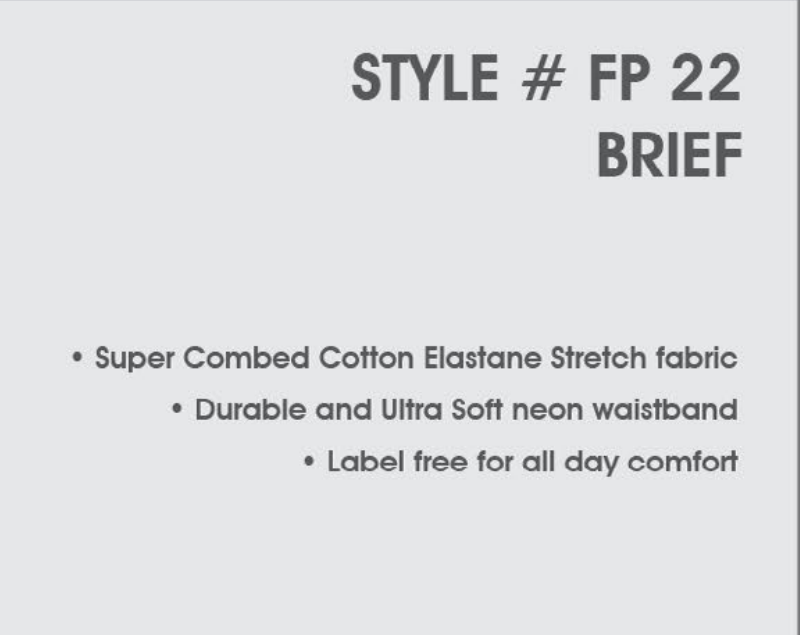 STYLE # FP 22
BRIEF
• Super Combed Cotton Elastane Stretch fabric
• Durable and Ultra Soft neon waistband
• Label free for all day comfort